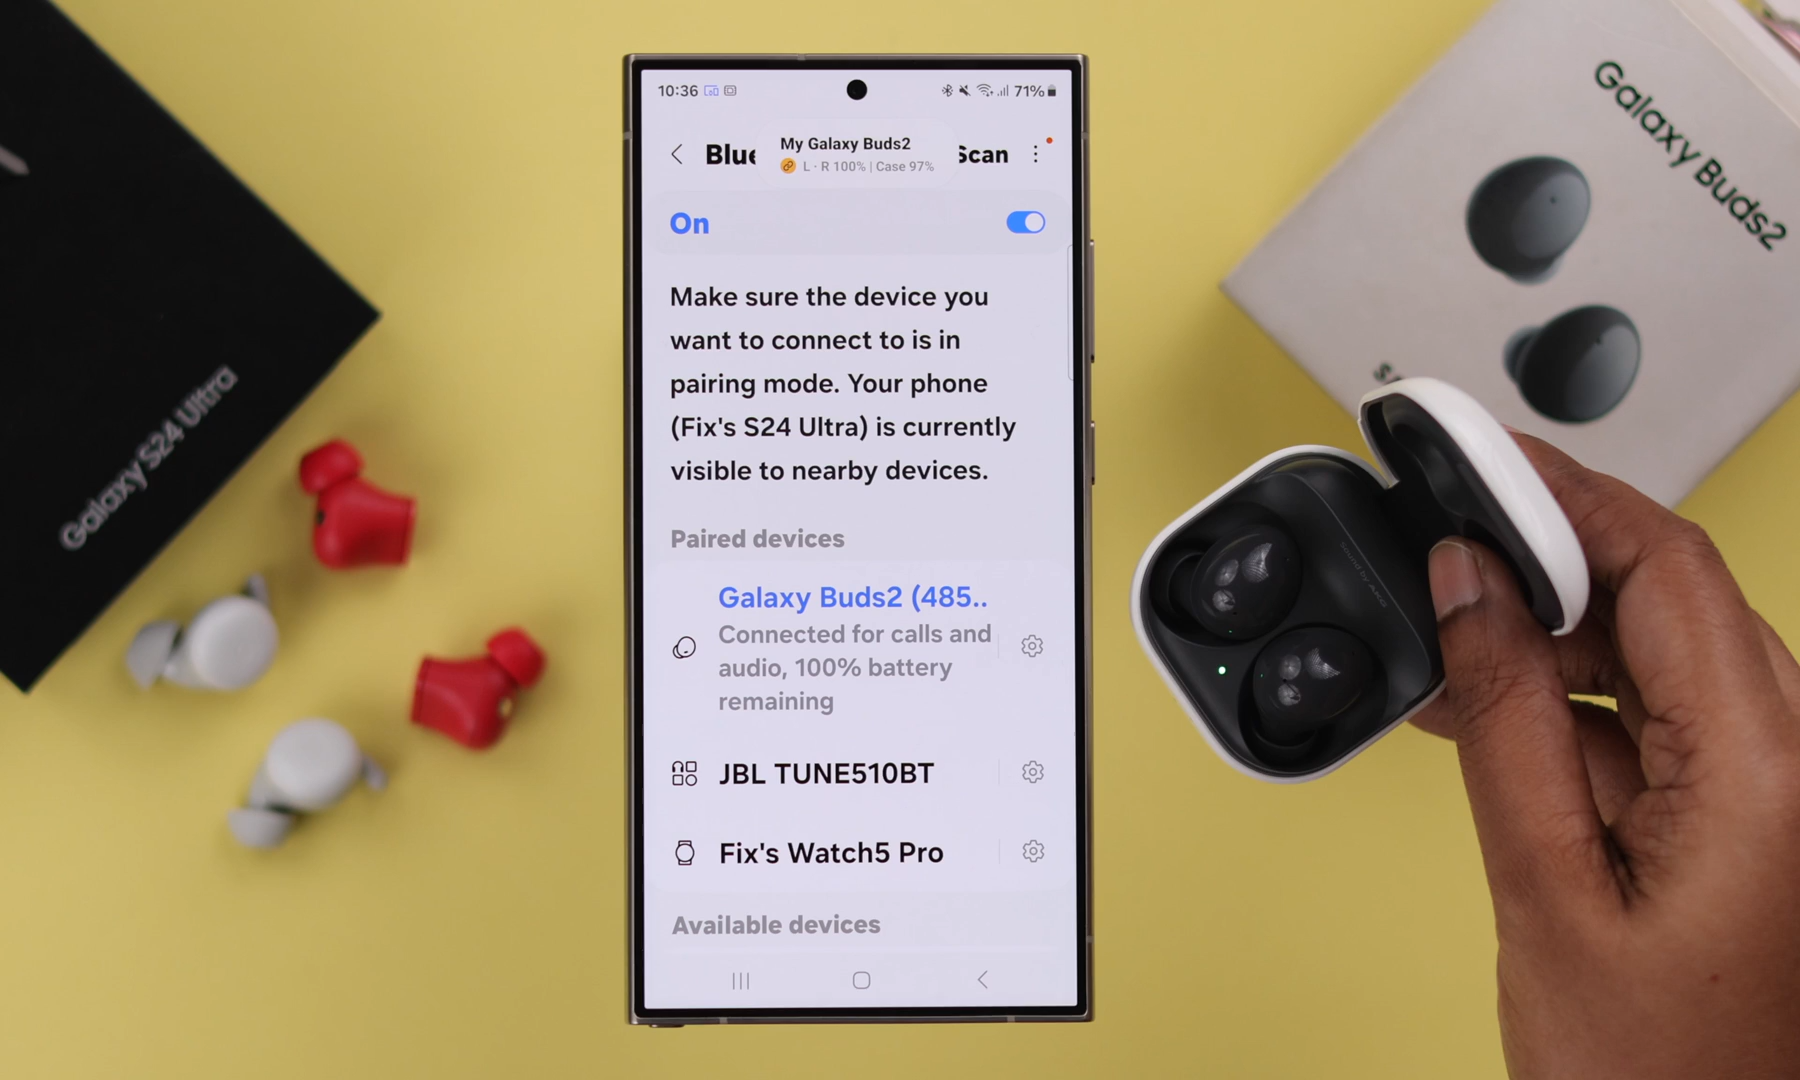 10:36
71%
Blue
My Galaxy Buds2
L · R 100% | Case 97%
Scan
On
Make sure the device you
want to connect to is in
pairing mode. Your phone
(Fix's S24 Ultra) is currently
visible to nearby devices.
Paired devices
Galaxy Buds2 (485..
Connected for calls and
audio, 100% battery
remaining
JBL TUNE510BT
Fix's Watch5 Pro
Available devices
Galaxy S24 Ultra
Galaxy Buds2
Sound by AKG